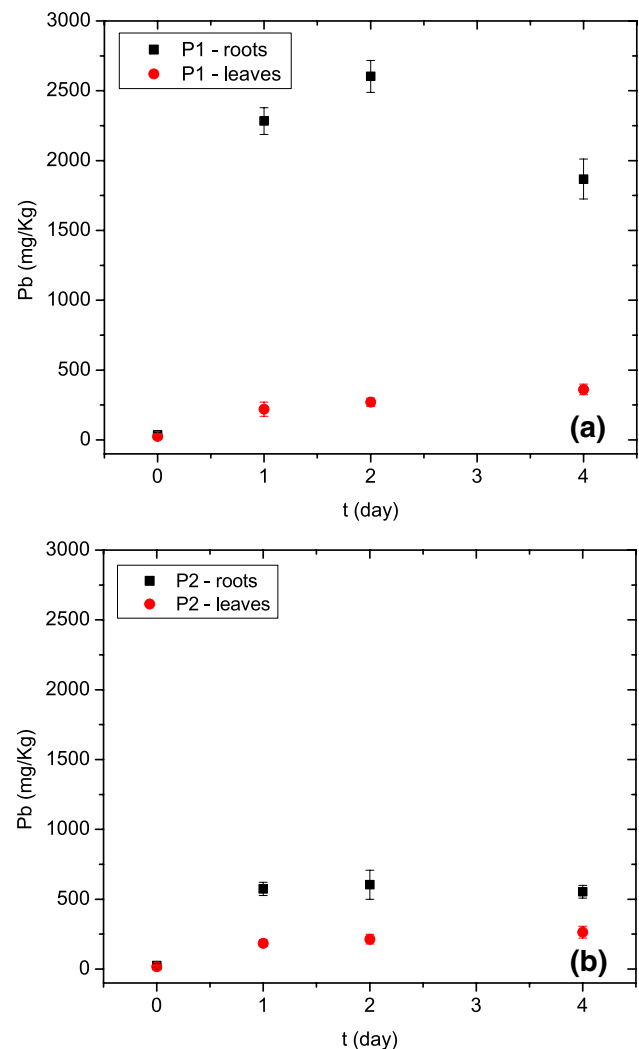 3000
P1 - roots
P1 - leaves
2500
2000
1500
1000
500
0
Pb (mg/Kg)
(a)
0 1 2 3 4
t (day)
3000
P2 - roots
P2 - leaves
2500
2000
1500
1000
500
0
Pb (mg/Kg)
(b)
0 1 2 3 4
t (day)